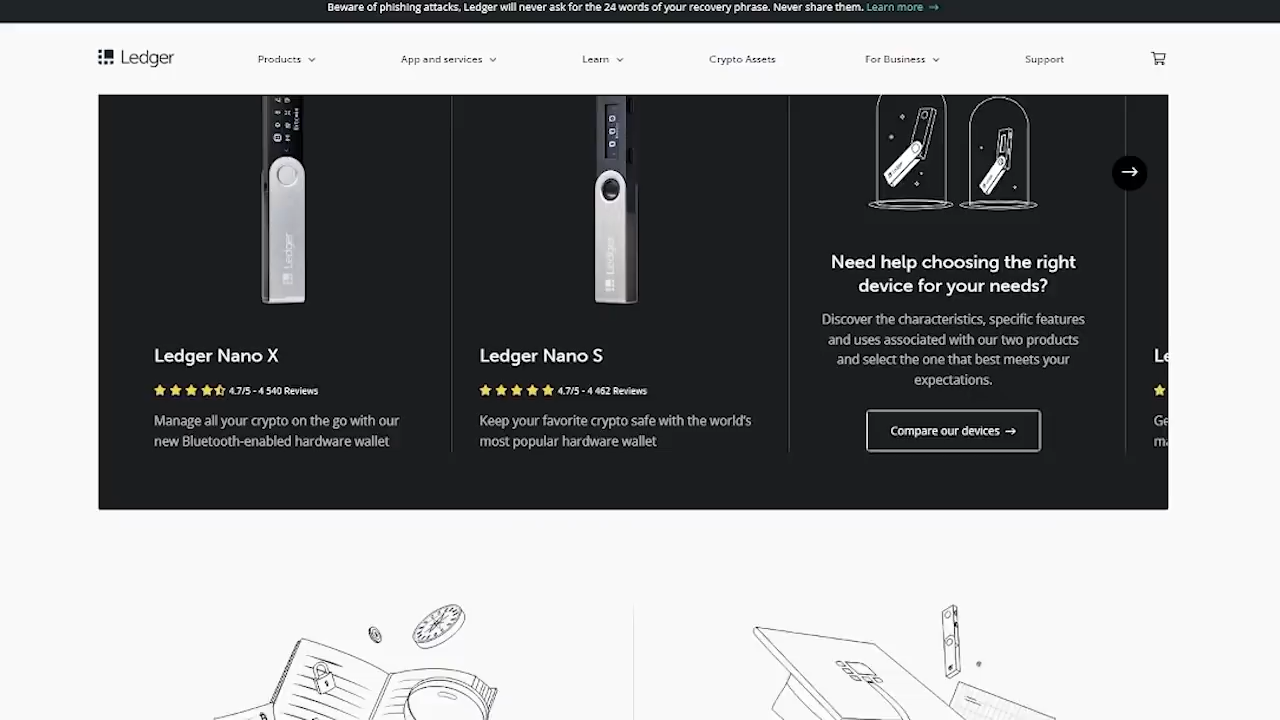 Beware of phishing attacks, Ledger will never ask for the 24 words of your recovery phrase. Never share them. Learn more →
Ledger
Products
App and services
Learn
Crypto Assets
For Business
Support
Ledger
Ledger
Need help choosing the right
device for your needs?
Discover the characteristics, specific features
and uses associated with our two products
and select the one that best meets your
expectations.
Compare our devices →
Ledger Nano X
4.7/5 - 4 540 Reviews
Manage all your crypto on the go with our
new Bluetooth-enabled hardware wallet
Ledger Nano S
4.7/5 - 4 462 Reviews
Keep your favorite crypto safe with the world's
most popular hardware wallet